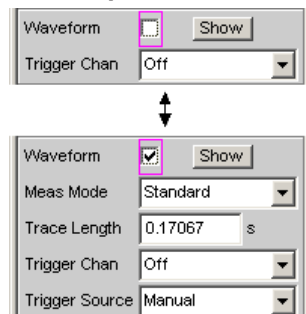 Waveform Show
Trigger Chan Off
Waveform Show
Meas Mode Standard
Trace Length 0.17067 s
Trigger Chan Off
Trigger Source Manual